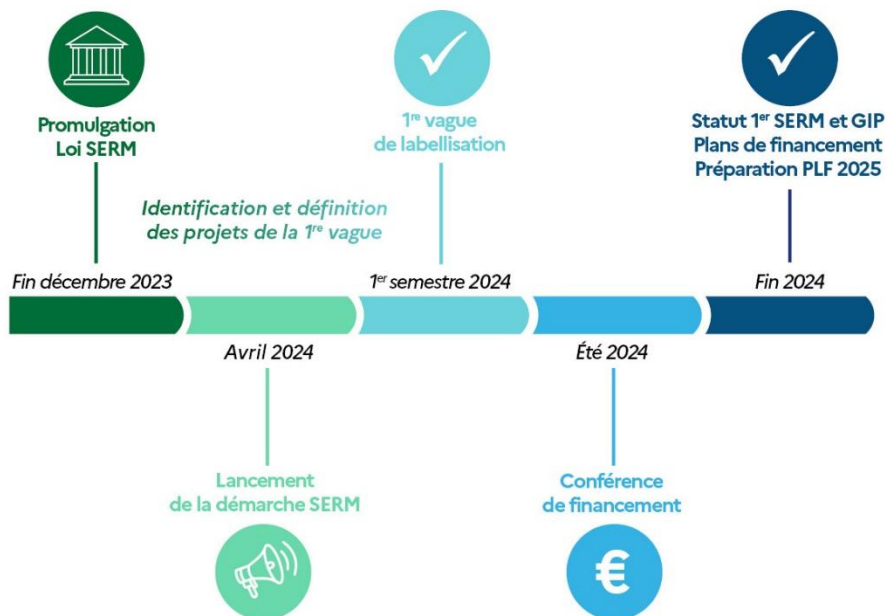 Promulgation
Loi SERM
1re vague
de labellisation
Statut 1er SERM et GIP
Plans de financement
Préparation PLF 2025
Identification et définition
des projets de la 1re vague
Fin décembre 2023
1er semestre 2024
Fin 2024
Avril 2024
Été 2024
Lancement
de la démarche SERM
Conférence
de financement
€